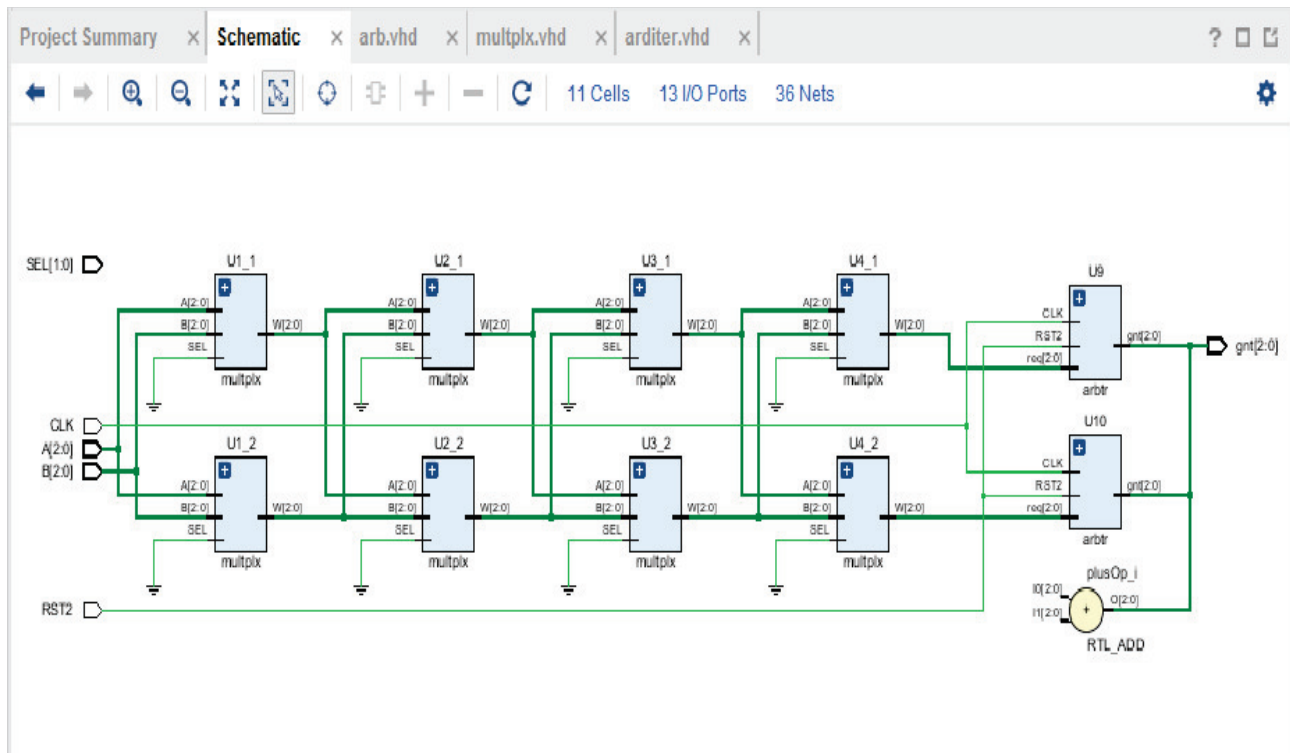 Project Summary × Schematic × arb.vhd × multplx.vhd × arditer.vhd × ?
11 Cells 13 I/O Ports 36 Nets
SEL[1:0]
U1_1
A[2:0]
B[2:0]
SEL
W[2:0]
multplx
U2_1
A[2:0]
B[2:0]
SEL
W[2:0]
multplx
U3_1
A[2:0]
B[2:0]
SEL
W[2:0]
multplx
U4_1
A[2:0]
B[2:0]
SEL
W[2:0]
multplx
U9
CLK
RST2
req[2:0]
gnt[2:0]
arbtr
gnt[2:0]
CLK
A[2:0]
B[2:0]
U1_2
A[2:0]
B[2:0]
SEL
W[2:0]
multplx
U2_2
A[2:0]
B[2:0]
SEL
W[2:0]
multplx
U3_2
A[2:0]
B[2:0]
SEL
W[2:0]
multplx
U4_2
A[2:0]
B[2:0]
SEL
W[2:0]
multplx
U10
CLK
RST2
req[2:0]
gnt[2:0]
arbtr
RST2
plusOp_i
I0[2:0]
I1[2:0]
+
O[2:0]
RTL_ADD